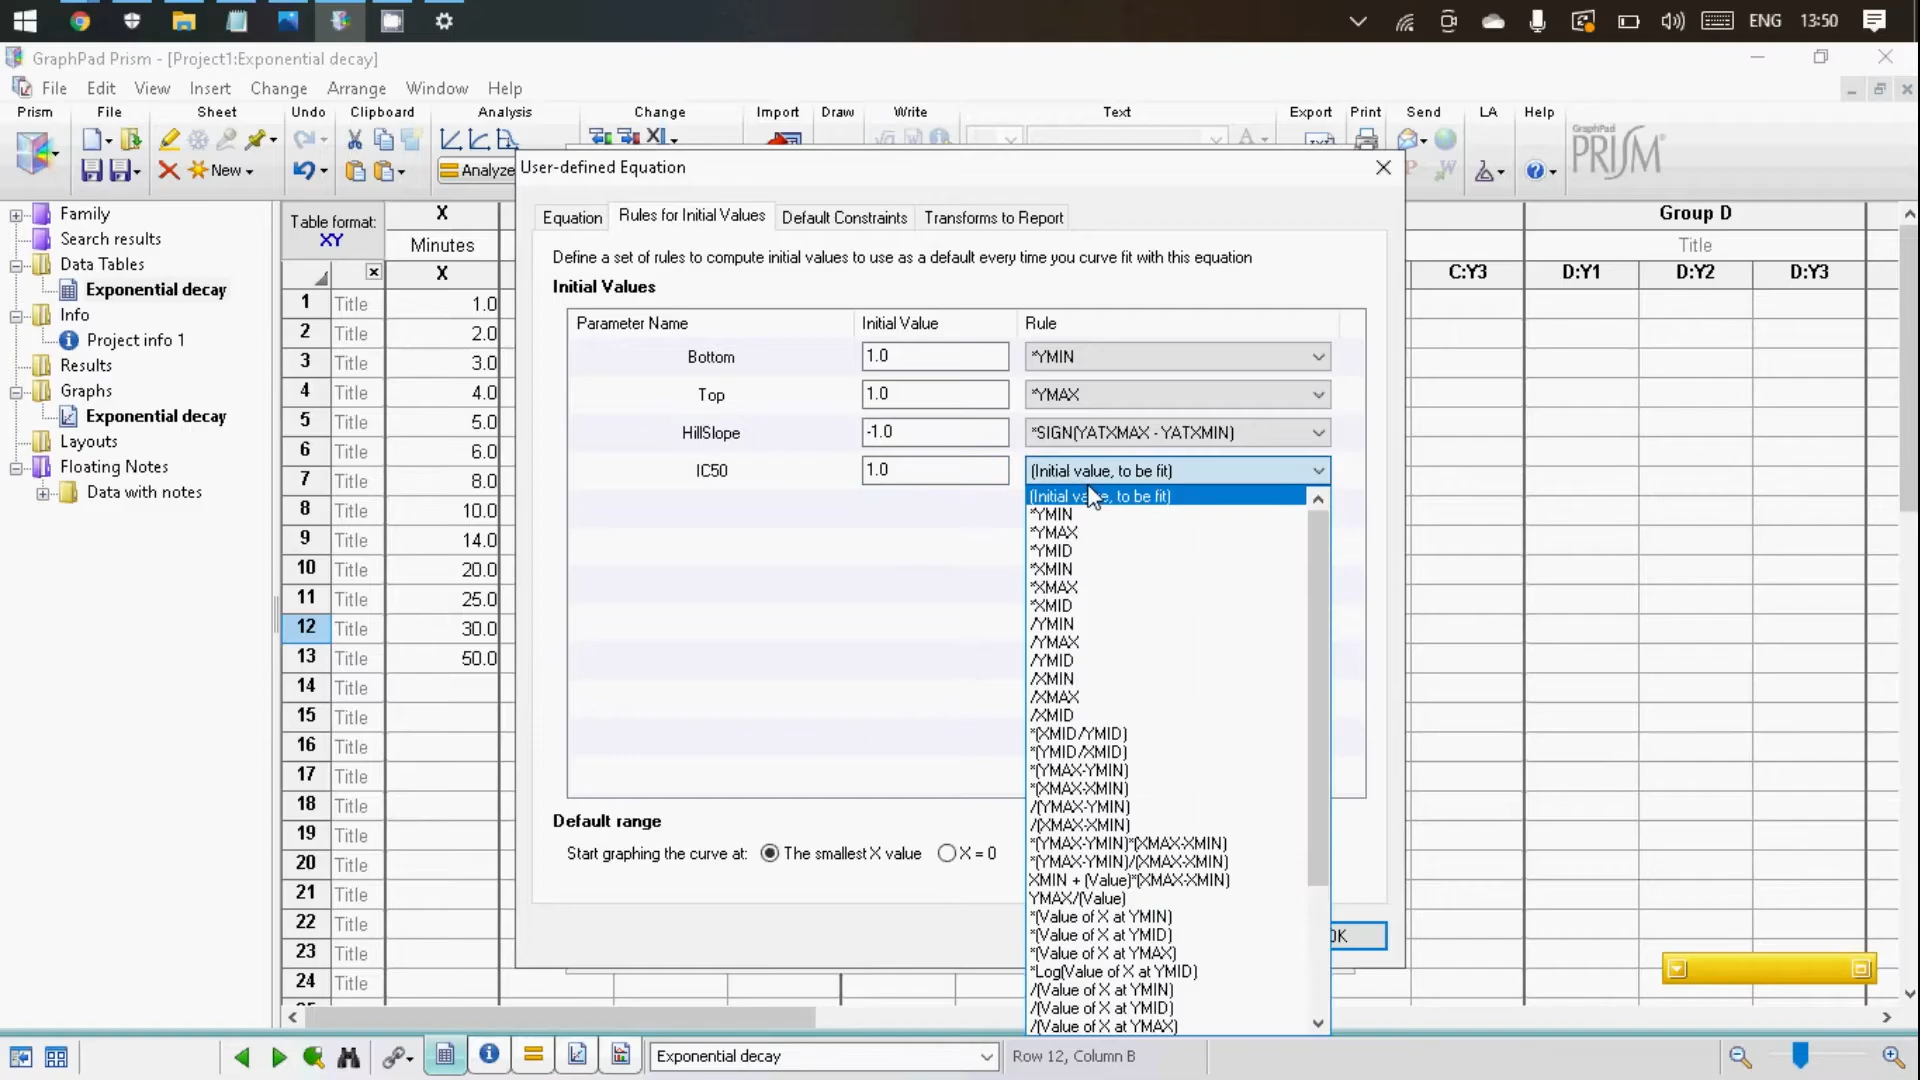 ENG
13:50
GraphPad Prism - [Project1:Exponential decay]
File Edit View Insert Change Arrange Window Help
Prism File Sheet Undo Clipboard Analysis Change Import Draw Write Text Export Print Send LA Help
New
Analyze
GraphPad
PRISM
Family
Search results
Data Tables
Exponential decay
Info
Project info 1
Results
Graphs
Exponential decay
Layouts
Floating Notes
Data with notes
Table format:
XY
X
Minutes
X
1 Title 1.0
2 Title 2.0
3 Title 3.0
4 Title 4.0
5 Title 5.0
6 Title 6.0
7 Title 8.0
8 Title 10.0
9 Title 14.0
10 Title 20.0
11 Title 25.0
12 Title 30.0
13 Title 50.0
14 Title
15 Title
16 Title
17 Title
18 Title
19 Title
20 Title
21 Title
22 Title
23 Title
24 Title
Group D
Title
C:Y3 D:Y1 D:Y2 D:Y3
User-defined Equation
Equation Rules for Initial Values Default Constraints Transforms to Report
Define a set of rules to compute initial values to use as a default every time you curve fit with this equation
Initial Values
Parameter Name Initial Value Rule
Bottom 1.0 *YMIN
Top 1.0 *YMAX
HillSlope -1.0 *SIGN(YATXMAX - YATXMIN)
IC50 1.0 (Initial value, to be fit)
(Initial value, to be fit)
*YMIN
*YMAX
*YMID
*XMIN
*XMAX
*XMID
/YMIN
/YMAX
/YMID
/XMIN
/XMAX
/XMID
*(XMID/YMID)
*(YMID/XMID)
*(YMAX-YMIN)
*(XMAX-XMIN)
/(YMAX-YMIN)
/(XMAX-XMIN)
*(YMAX-YMIN)*(XMAX-XMIN)
*(YMAX-YMIN)/(XMAX-XMIN)
XMIN + (Value)*(XMAX-XMIN)
YMAX/(Value)
*(Value of X at YMIN)
*(Value of X at YMID)
*(Value of X at YMAX)
*Log(Value of X at YMID)
/(Value of X at YMIN)
/(Value of X at YMID)
/(Value of X at YMAX)
Default range
Start graphing the curve at: The smallest X value X = 0
OK
Exponential decay
Row 12, Column B